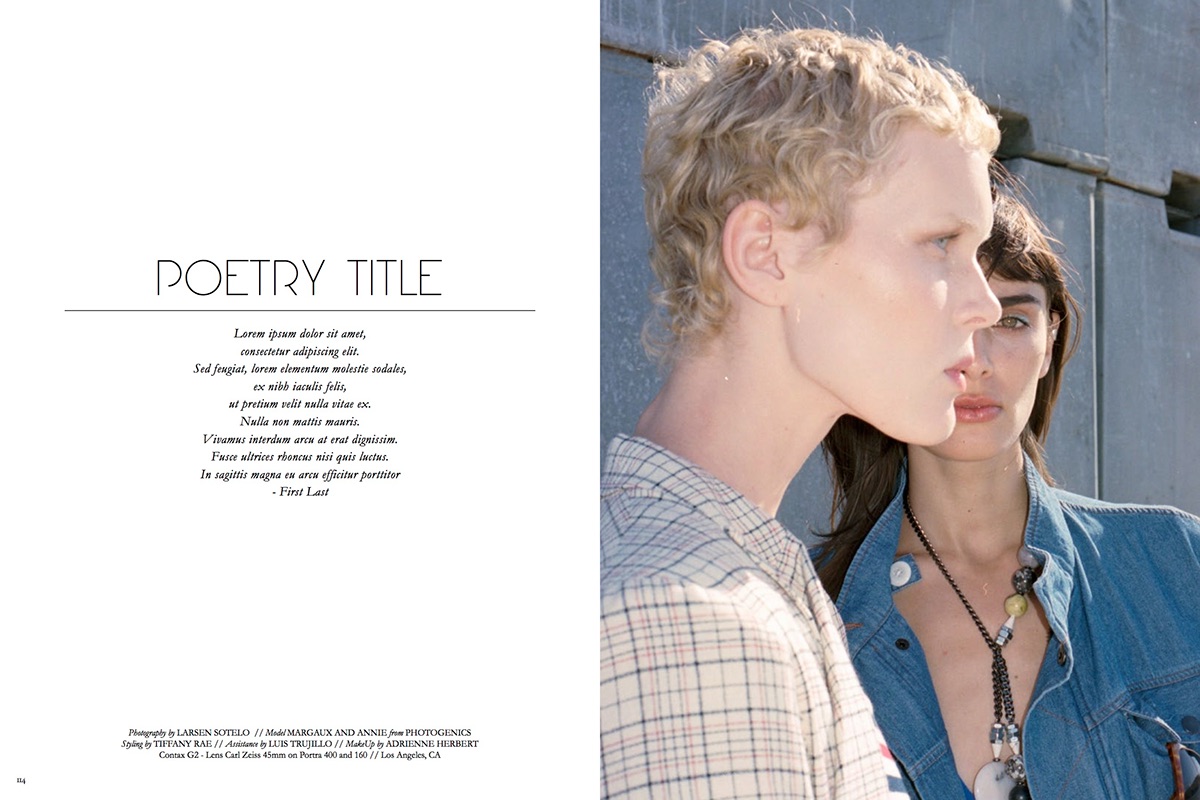 POETRY TITLE
Lorem ipsum dolor sit amet,
consectetur adipiscing elit.
Sed feugiat, lorem elementum molestie sodales,
ex nibh iaculis felis,
ut pretium velit nulla vitae ex.
Nulla non mattis mauris.
Vivamus interdum arcu at erat dignissim.
Fusce ultrices rhoncus nisi quis luctus.
In sagittis magna eu arcu efficitur porttitor
- First Last
Photography by LARSEN SOTELO // Model MARGAUX AND ANNIE from PHOTOGENICS
Styling by TIFFANY RAE // Assistance by LUIS TRUJILLO // MakeUp by ADRIENNE HERBERT
Contax G2 - Lens Carl Zeiss 45mm on Portra 400 and 160 // Los Angeles, CA
114